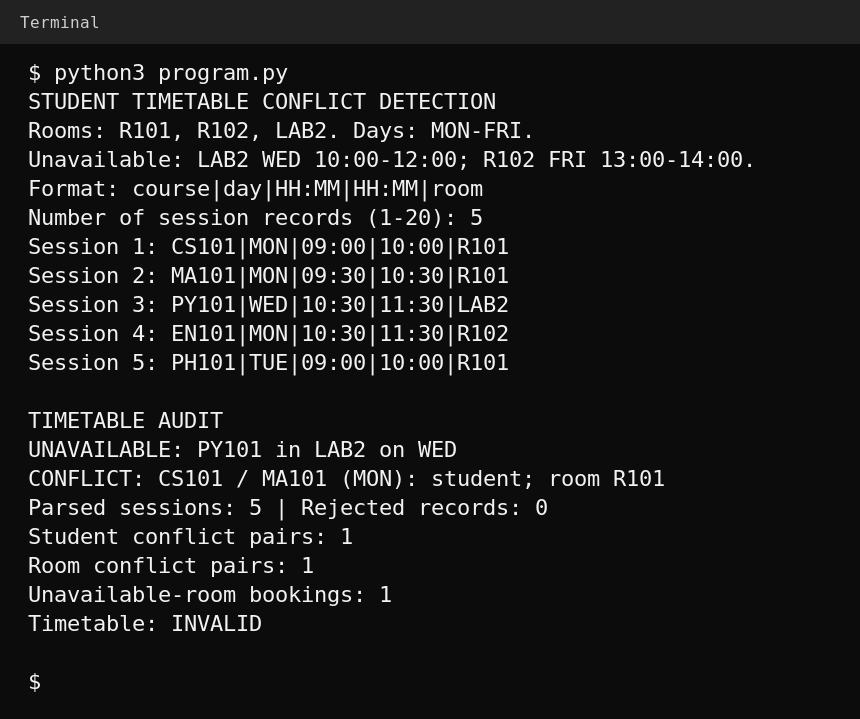 Terminal
$ python3 program.py
STUDENT TIMETABLE CONFLICT DETECTION
Rooms: R101, R102, LAB2. Days: MON-FRI.
Unavailable: LAB2 WED 10:00-12:00; R102 FRI 13:00-14:00.
Format: course|day|HH:MM|HH:MM|room
Number of session records (1-20): 5
Session 1: CS101|MON|09:00|10:00|R101
Session 2: MA101|MON|09:30|10:30|R101
Session 3: PY101|WED|10:30|11:30|LAB2
Session 4: EN101|MON|10:30|11:30|R102
Session 5: PH101|TUE|09:00|10:00|R101

TIMETABLE AUDIT
UNAVAILABLE: PY101 in LAB2 on WED
CONFLICT: CS101 / MA101 (MON): student; room R101
Parsed sessions: 5 | Rejected records: 0
Student conflict pairs: 1
Room conflict pairs: 1
Unavailable-room bookings: 1
Timetable: INVALID

$